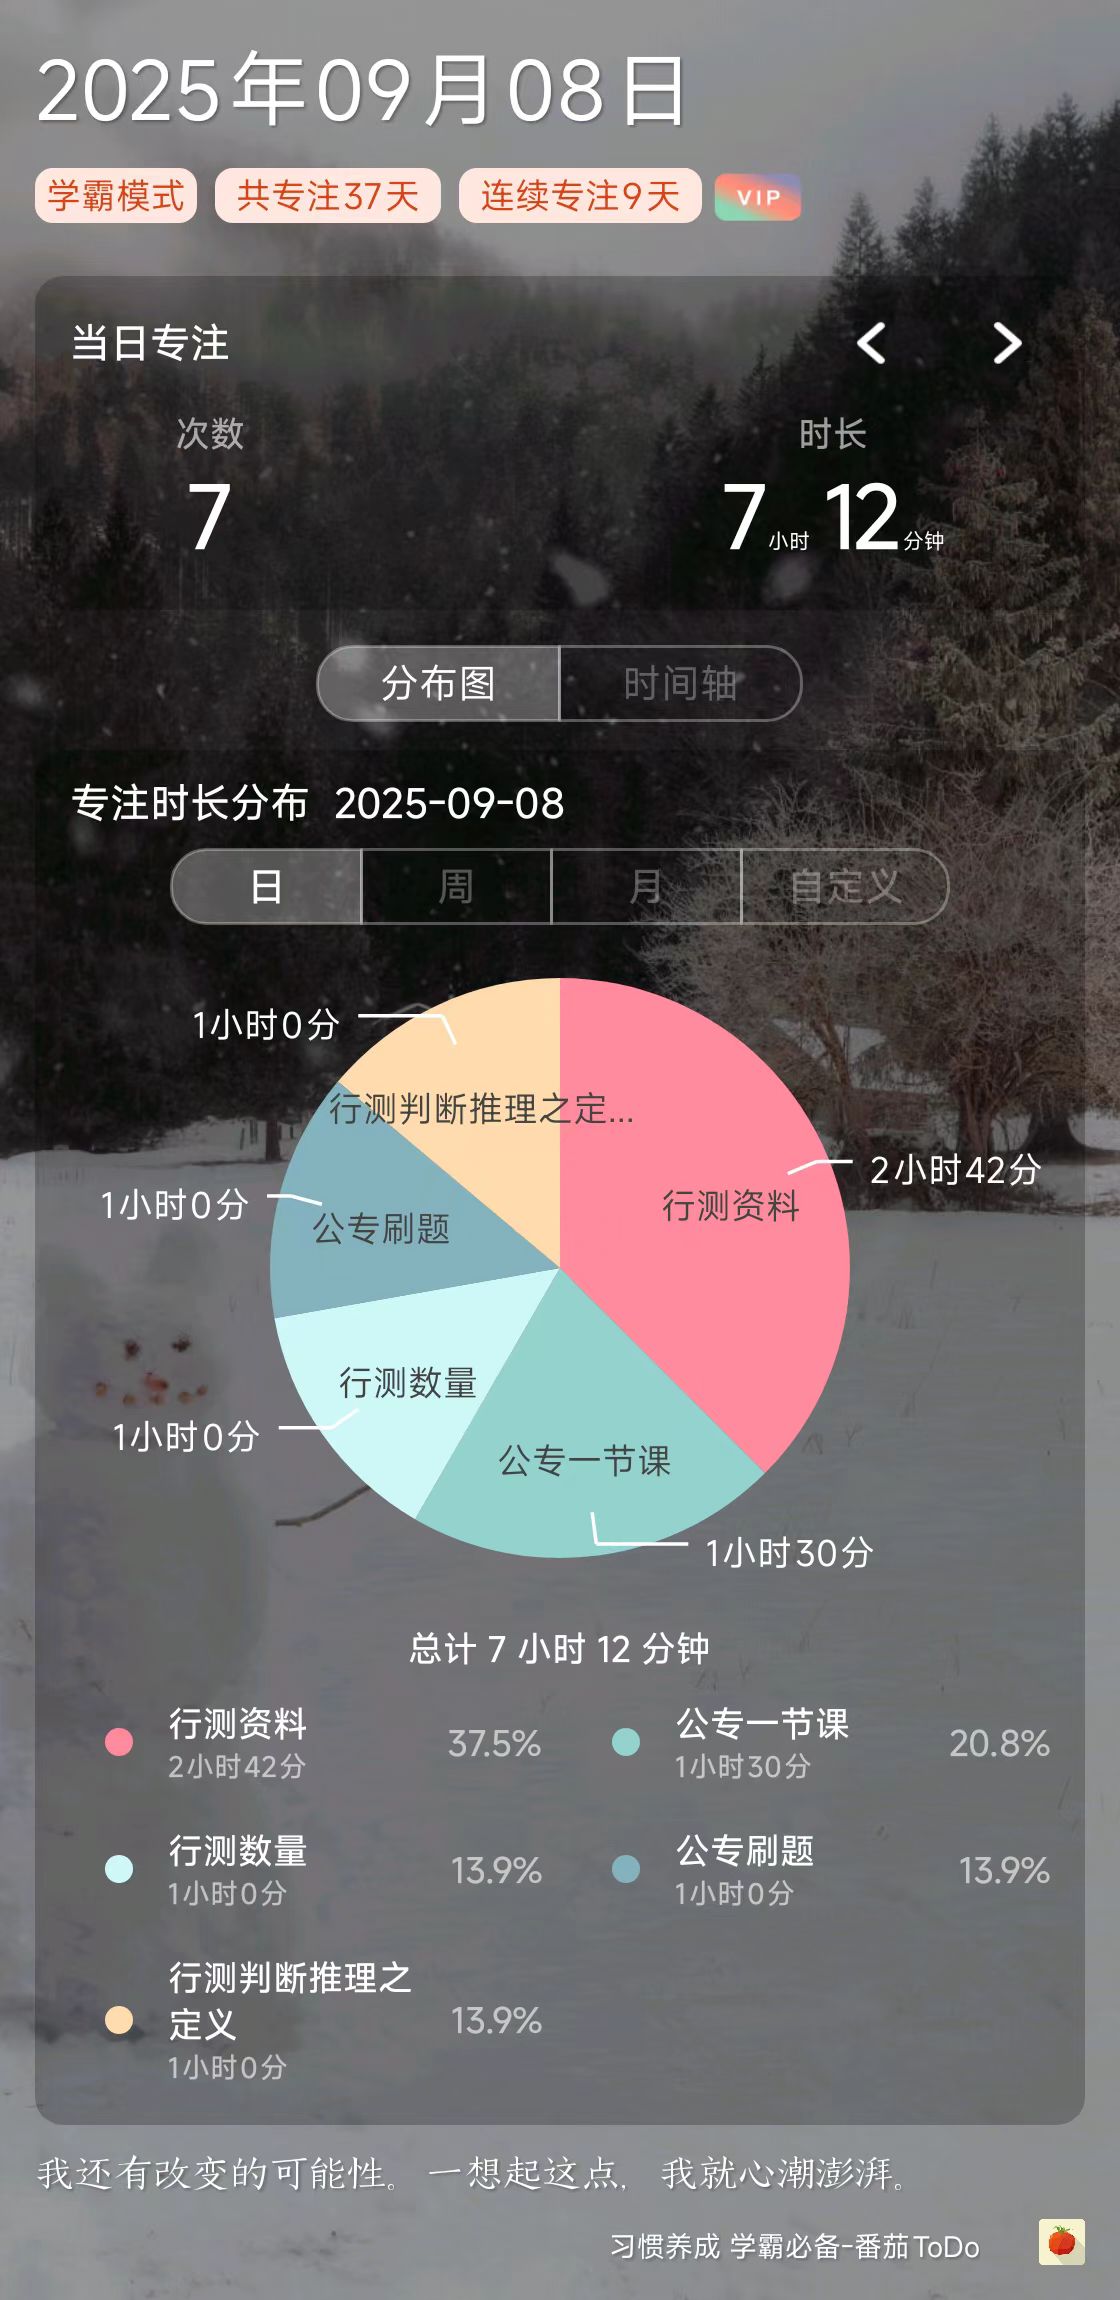 2025年09月08日
学霸模式 共专注37天 连续专注9天 VIP
当日专注
次数 时长
7 7小时 12分钟
分布图 时间轴
专注时长分布 2025-09-08
日 周 月 自定义
1小时0分
行测判断推理之定...
2小时42分
1小时0分
行测资料
公专刷题
行测数量
1小时0分
公专一节课
1小时30分
总计 7 小时 12 分钟
行测资料
2小时42分
37.5%
公专一节课
1小时30分
20.8%
行测数量
1小时0分
13.9%
公专刷题
1小时0分
13.9%
行测判断推理之
定义
1小时0分
13.9%
我还有改变的可能性。一想起这点，我就心潮澎湃。
习惯养成 学霸必备-番茄ToDo